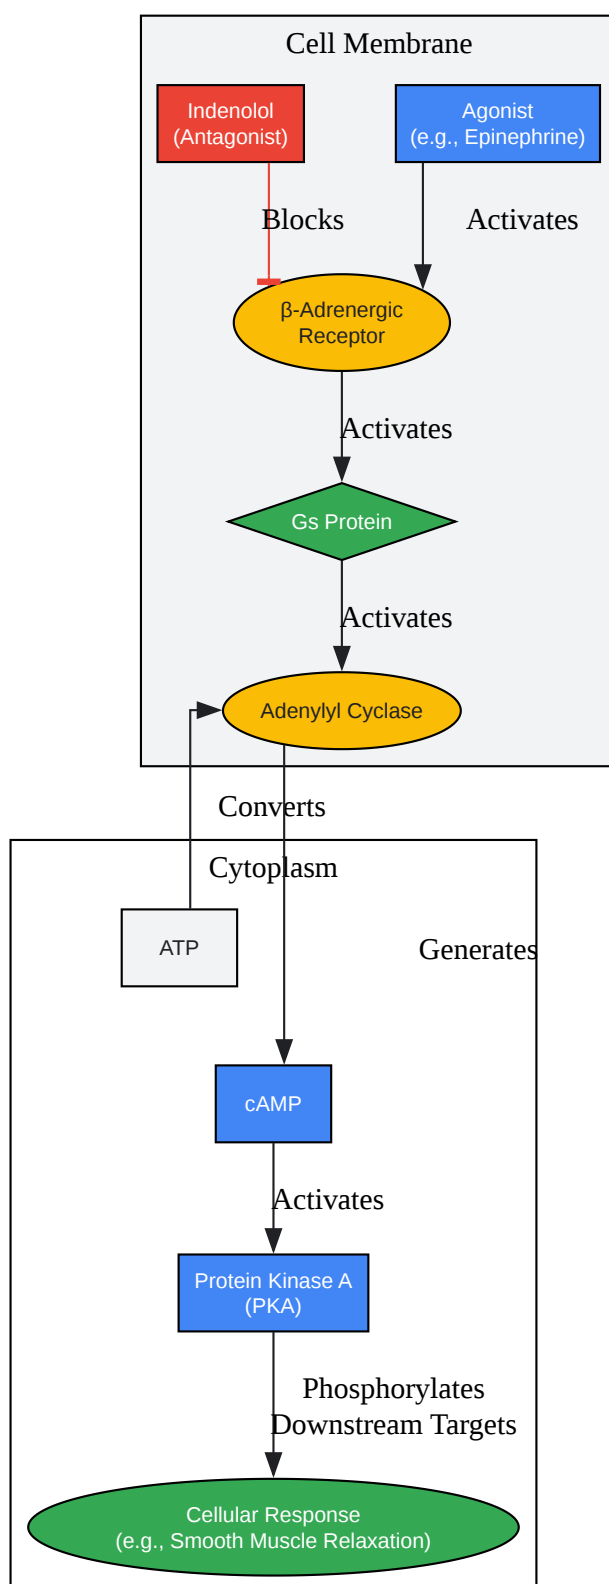 Cell Membrane
Indenolol
(Antagonist)
Agonist
(e.g., Epinephrine)
Blocks
Activates
β-Adrenergic
Receptor
Activates
Gs Protein
Activates
Adenylyl Cyclase
Converts
Cytoplasm
ATP
Generates
cAMP
Activates
Protein Kinase A
(PKA)
Phosphorylates
Downstream Targets
Cellular Response
(e.g., Smooth Muscle Relaxation)